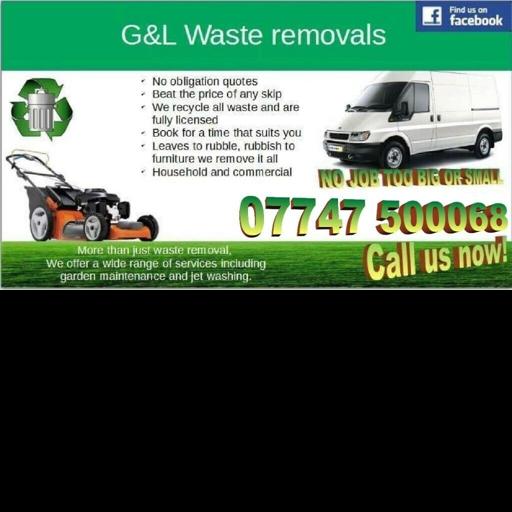 G&L Waste removals
Find us on
facebook
No obligation quotes
Beat the price of any skip
We recycle all waste and are
fully licensed
Book for a time that suits you
Leaves to rubble, rubbish to
furniture we remove it all
Household and commercial
NO JOB TOO BIG OR SMALL
07747 500068
Call us now!
More than just waste removal,
We offer a wide range of services including
garden maintenance and jet washing.